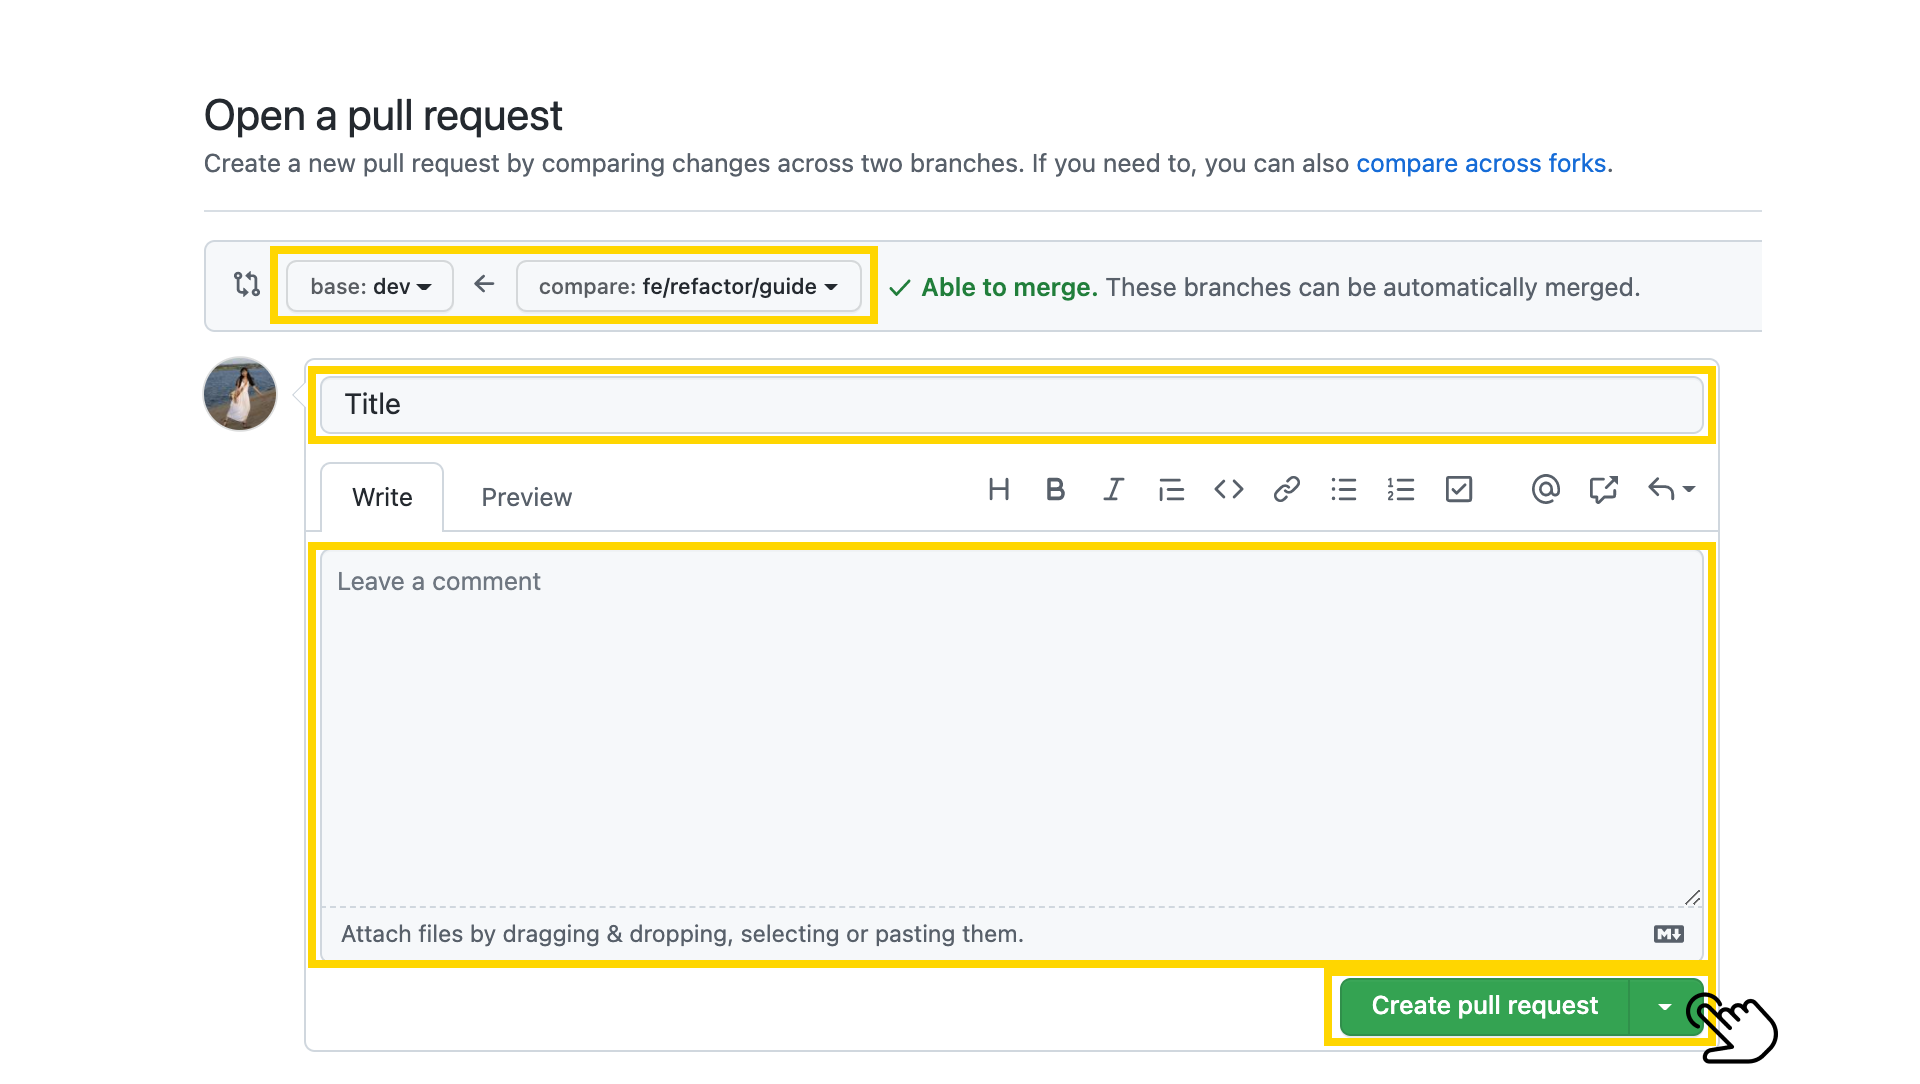 Open a pull request
Create a new pull request by comparing changes across two branches. If you need to, you can also compare across forks.
base: dev compare: fe/refactor/guide Able to merge. These branches can be automatically merged.
Title
Write Preview
Leave a comment
Attach files by dragging & dropping, selecting or pasting them.
Create pull request